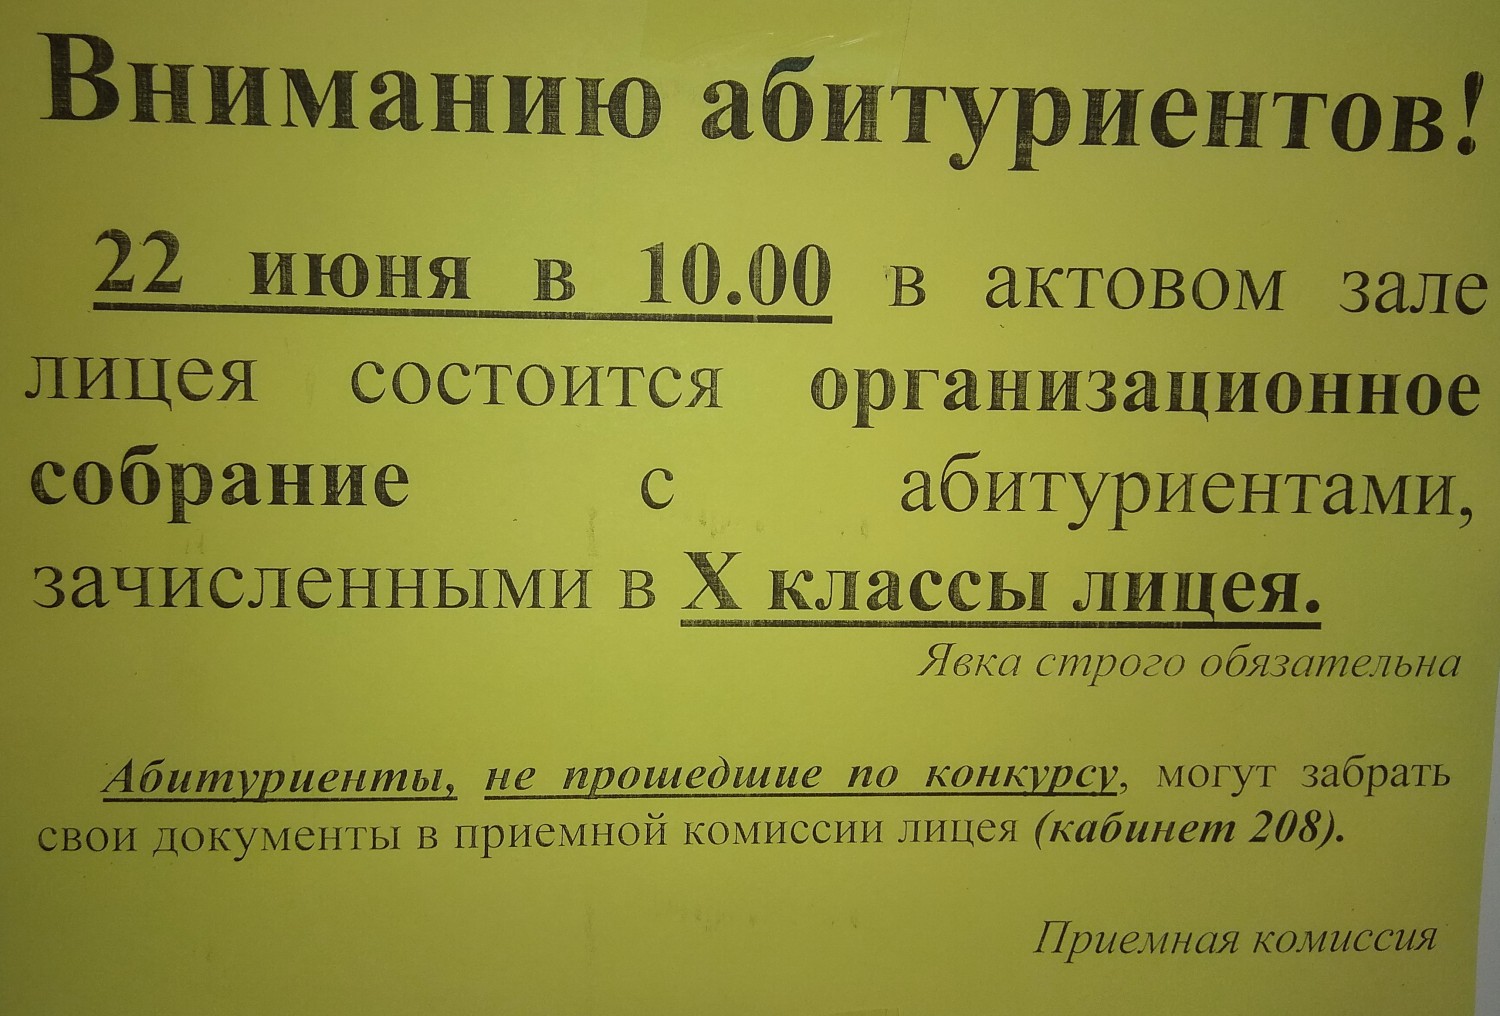 Вниманию абитуриентов!
22 июня в 10.00 в актовом зале
лицея состоится организационное
собрание с абитуриентами,
зачисленными в X классы лицея.
Явка строго обязательна
Абитуриенты, не прошедшие по конкурсу, могут забрать
свои документы в приемной комиссии лицея (кабинет 208).
Приемная комиссия